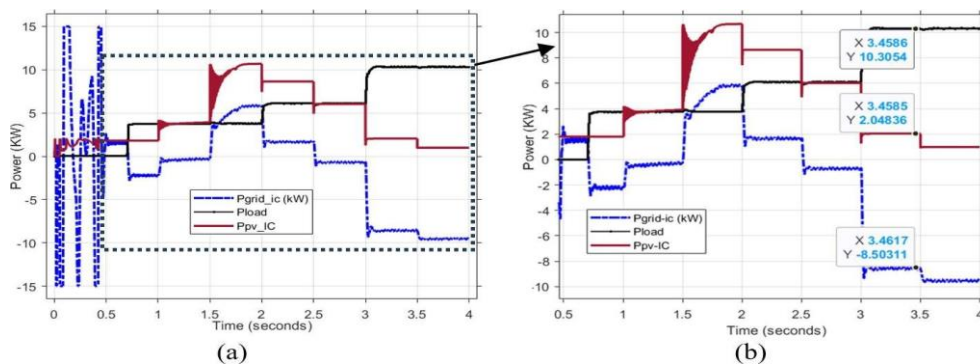 15
10
5
0
-5
-10
-15
Power (KW)
Pgrid_ic (kW)
Pload
Ppv_IC
0 0.5 1 1.5 2 2.5 3 3.5 4
Time (seconds)
(a)
10
8
6
4
2
0
-2
-4
-6
-8
-10
Power (KW)
X 3.4586
Y 10.3054
X 3.4585
Y 2.04836
Pgrid-ic (kW)
Pload
Ppv-IC
X 3.4617
Y -8.50311
0.5 1 1.5 2 2.5 3 3.5 4
Time (seconds)
(b)